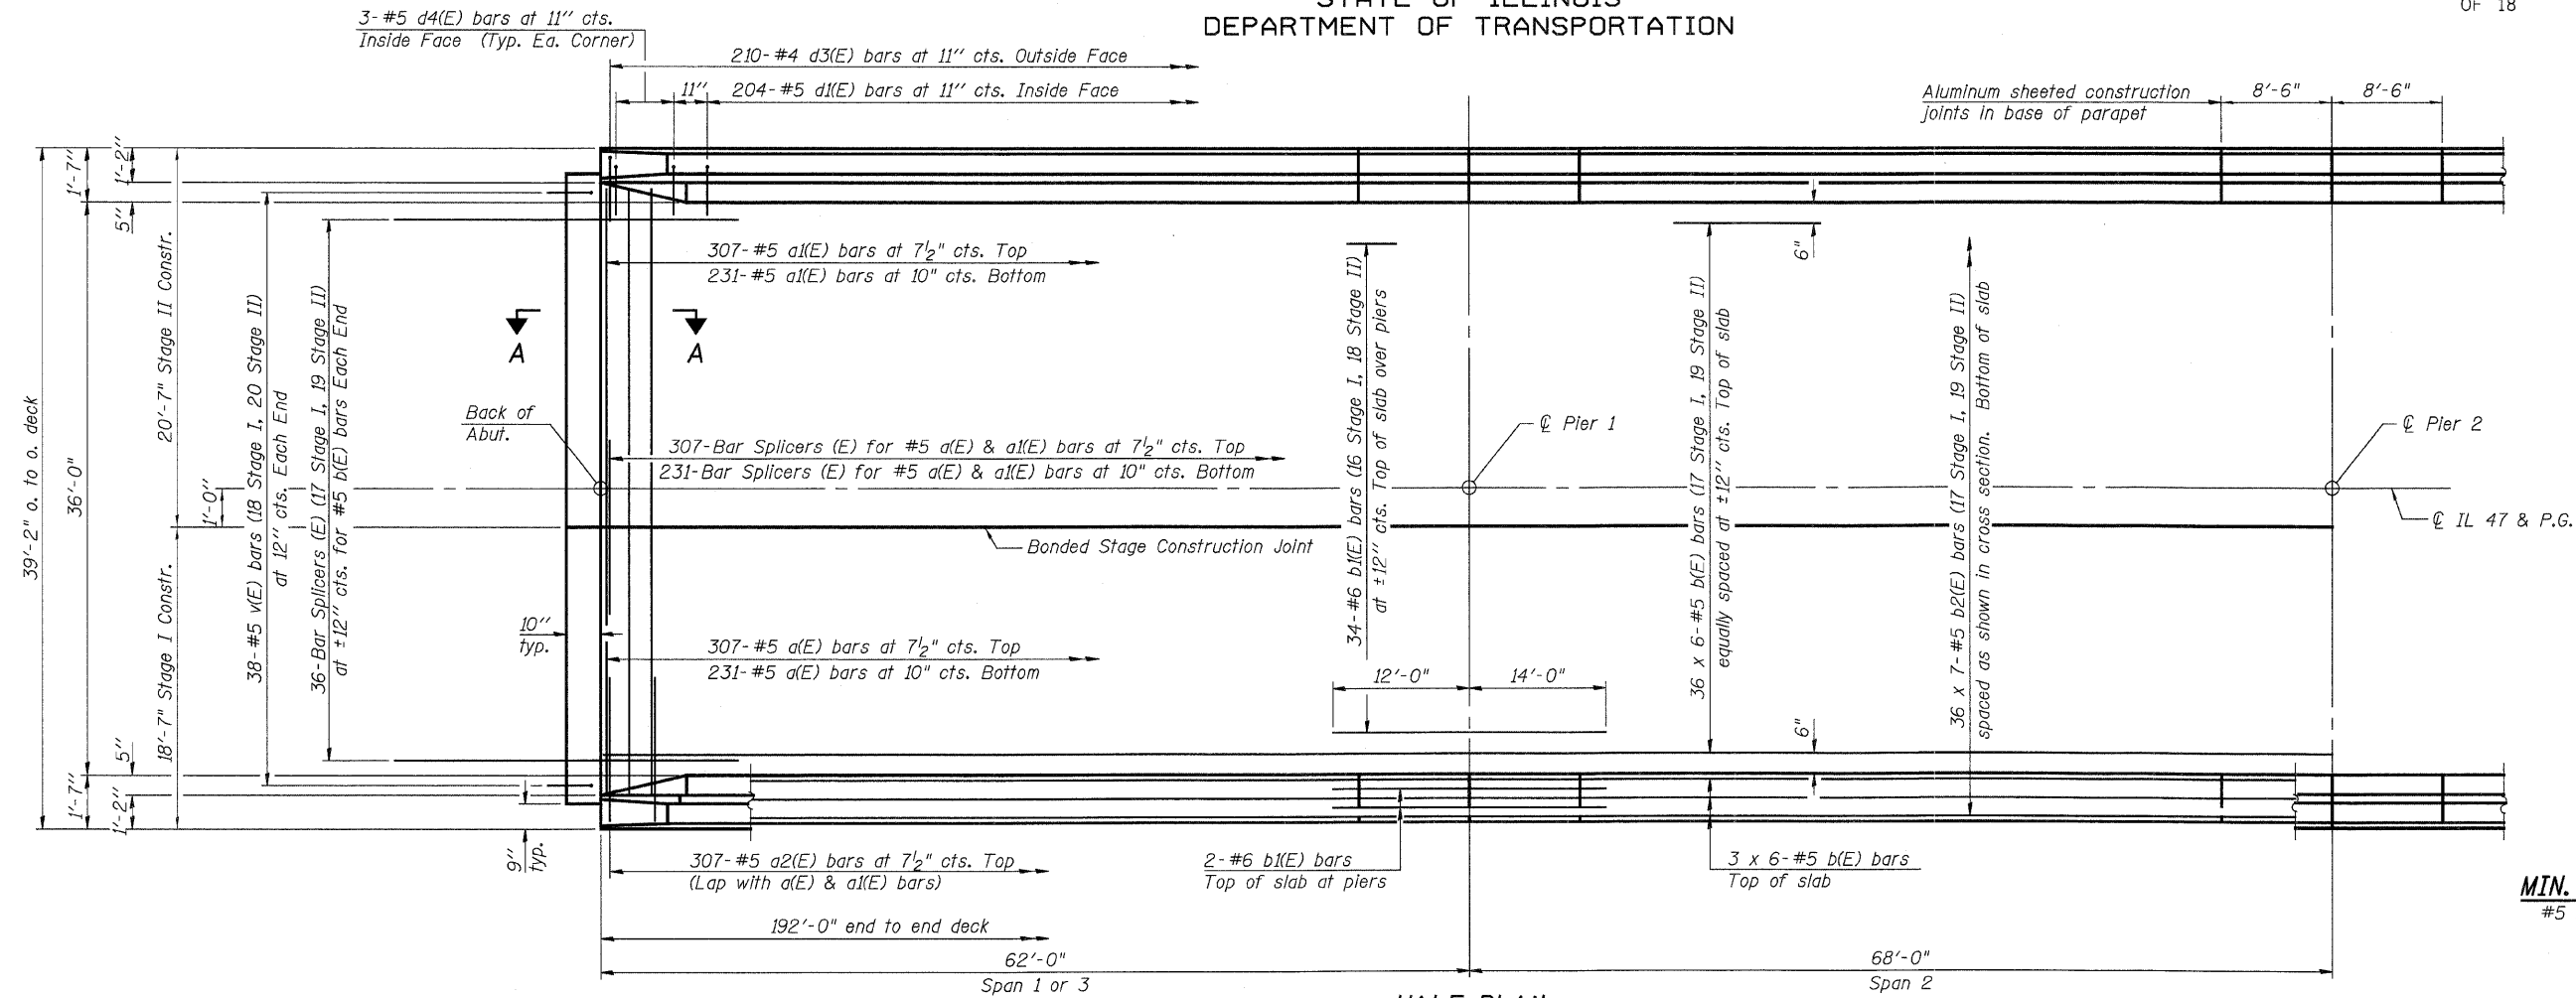 STATE OF ILLINOIS
DEPARTMENT OF TRANSPORTATION
OF 18
3-#5 d4(E) bars at 11" cts.
Inside Face (Typ. Ea. Corner)
210-#4 d3(E) bars at 11" cts. Outside Face
11"
204-#5 d1(E) bars at 11" cts. Inside Face
Aluminum sheeted construction
joints in base of parapet
8'-6"
8'-6"
39'-2" o. to o. deck
1'-7"
36'-0"
1'-7"
1'-2"
5"
5"
1'-2"
20'-7" Stage II Constr.
18'-7" Stage I Constr.
1'-0"
38-#5 v(E) bars (18 Stage I, 20 Stage II)
at 12" cts. Each End
36-Bar Splicers (E) (17 Stage I, 19 Stage II)
at ±12" cts. for #5 b(E) bars Each End
307-#5 a1(E) bars at 7 1/2" cts. Top
231-#5 a1(E) bars at 10" cts. Bottom
A
A
Back of
Abut.
307-Bar Splicers (E) for #5 a(E) & a1(E) bars at 7 1/2" cts. Top
231-Bar Splicers (E) for #5 a(E) & a1(E) bars at 10" cts. Bottom
Bonded Stage Construction Joint
10"
typ.
307-#5 a(E) bars at 7 1/2" cts. Top
231-#5 a(E) bars at 10" cts. Bottom
34-#6 b1(E) bars (16 Stage I, 18 Stage II)
at ±12" cts. Top of slab over piers
12'-0"
14'-0"
℄ Pier 1
36 x 6-#5 b(E) bars (17 Stage I, 19 Stage II)
equally spaced at ±12" cts. Top of slab
6"
6"
36 x 7-#5 b2(E) bars (17 Stage I, 19 Stage II)
spaced as shown in cross section. Bottom of slab
℄ Pier 2
℄ IL 47 & P.G.
9"
typ.
307-#5 a2(E) bars at 7 1/2" cts. Top
(Lap with a(E) & a1(E) bars)
2-#6 b1(E) bars
Top of slab at piers
3 x 6-#5 b(E) bars
Top of slab
MIN.
#5
192'-0" end to end deck
62'-0"
Span 1 or 3
68'-0"
Span 2
HALF PLAN